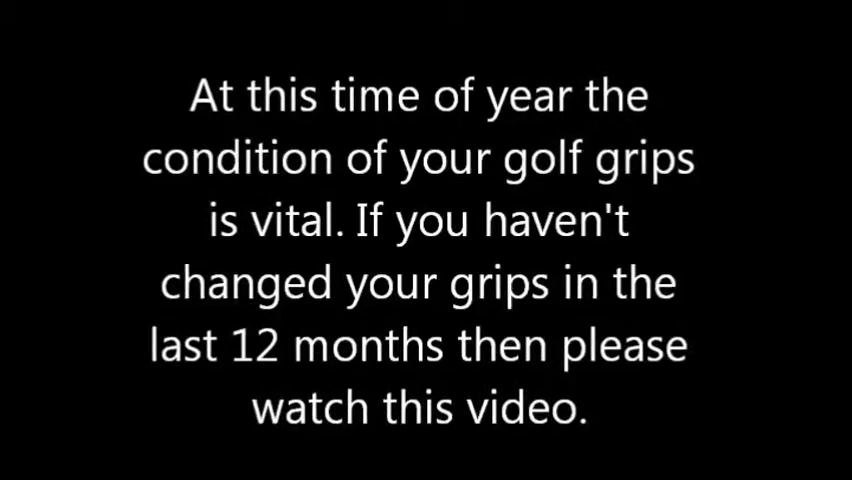 At this time of year the
condition of your golf grips
is vital. If you haven't
changed your grips in the
last 12 months then please
watch this video.